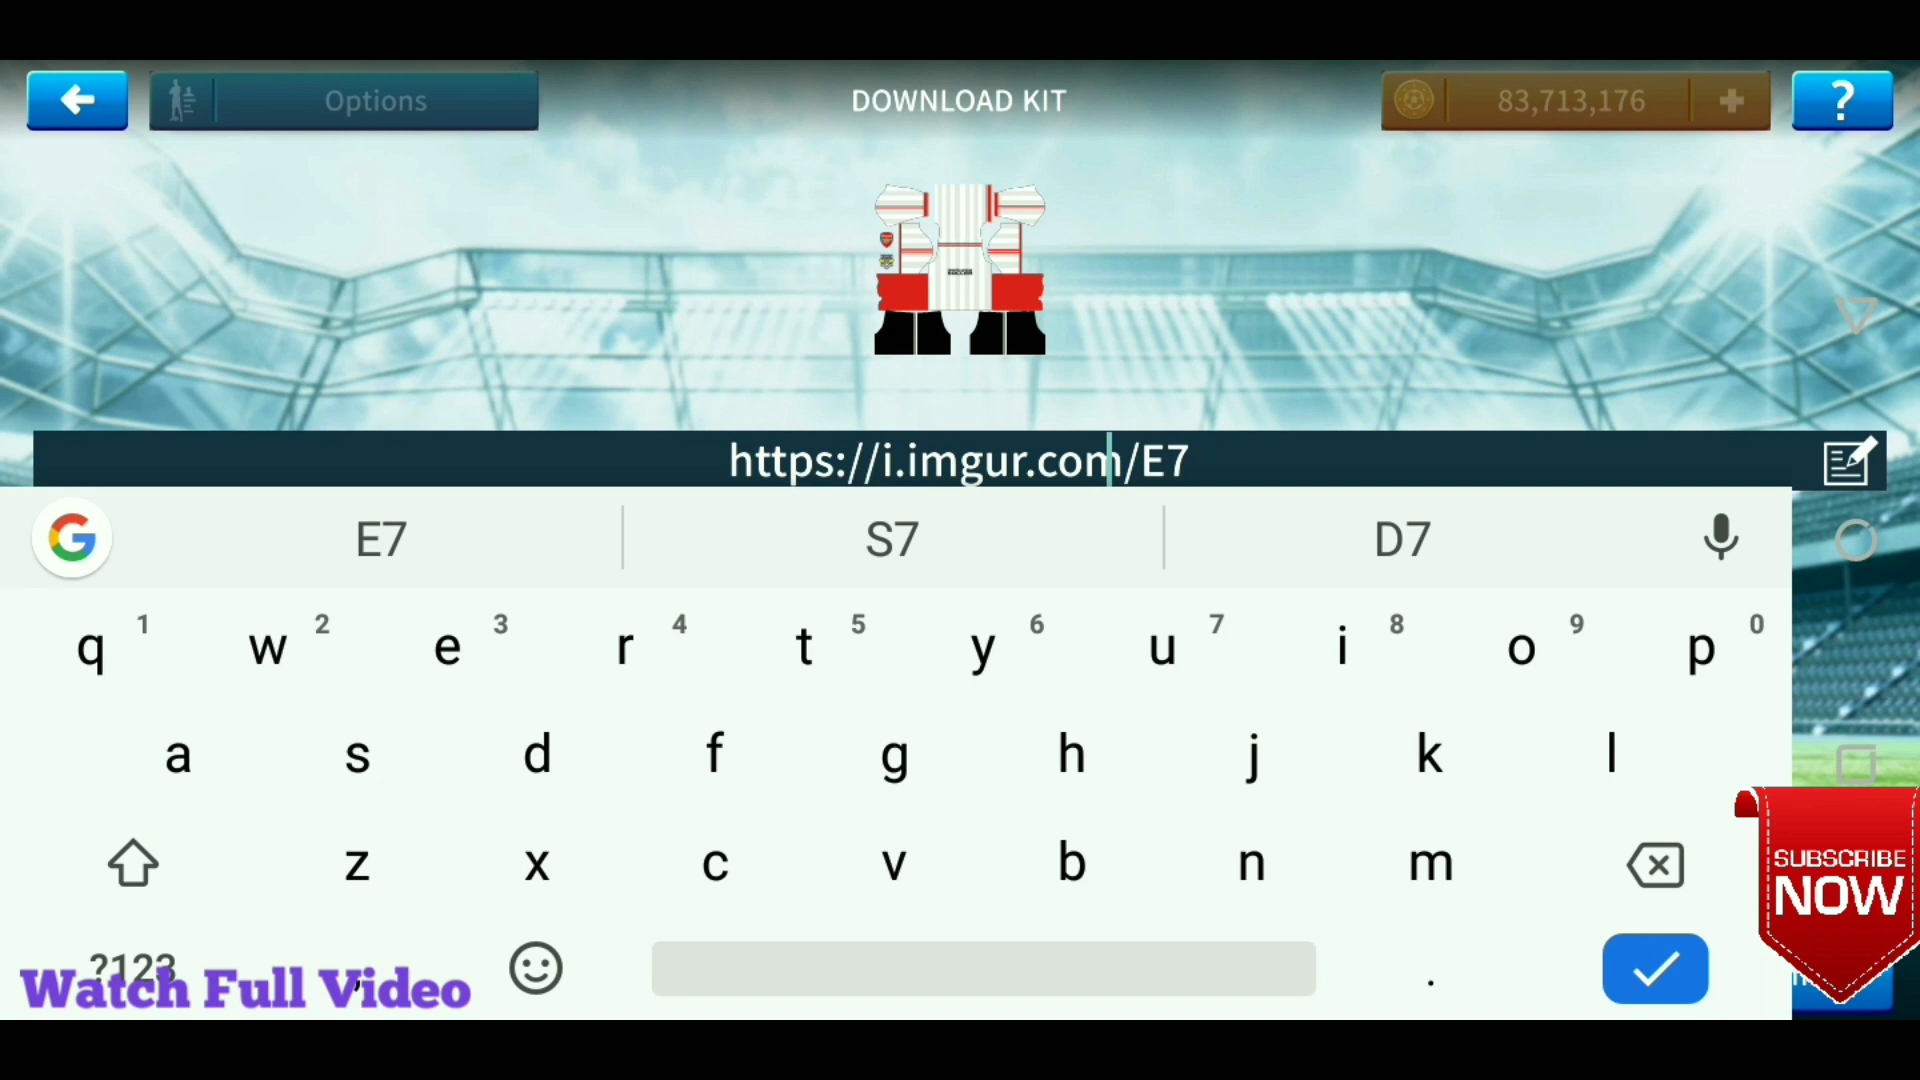 Options
DOWNLOAD KIT
83,713,176
?
https://i.imgur.com/E7
E7
S7
D7
q 1 w 2 e 3 r 4 t 5 y 6 u 7 i 8 o 9 p 0
a s d f g h j k l
z x c v b n m
?123 , .
Watch Full Video
SUBSCRIBE
NOW